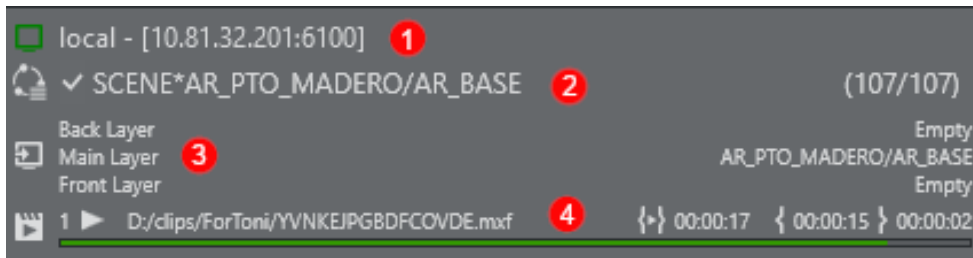 local - [10.81.32.201:6100] 1
SCENE*AR_PTO_MADERO/AR_BASE 2 (107/107)
Back Layer Empty
Main Layer 3 AR_PTO_MADERO/AR_BASE
Front Layer Empty
1 D:/clips/ForToni/YVNKEJPGBDFCOVDE.mxf 4 {▸} 00:00:17 { 00:00:15 } 00:00:02